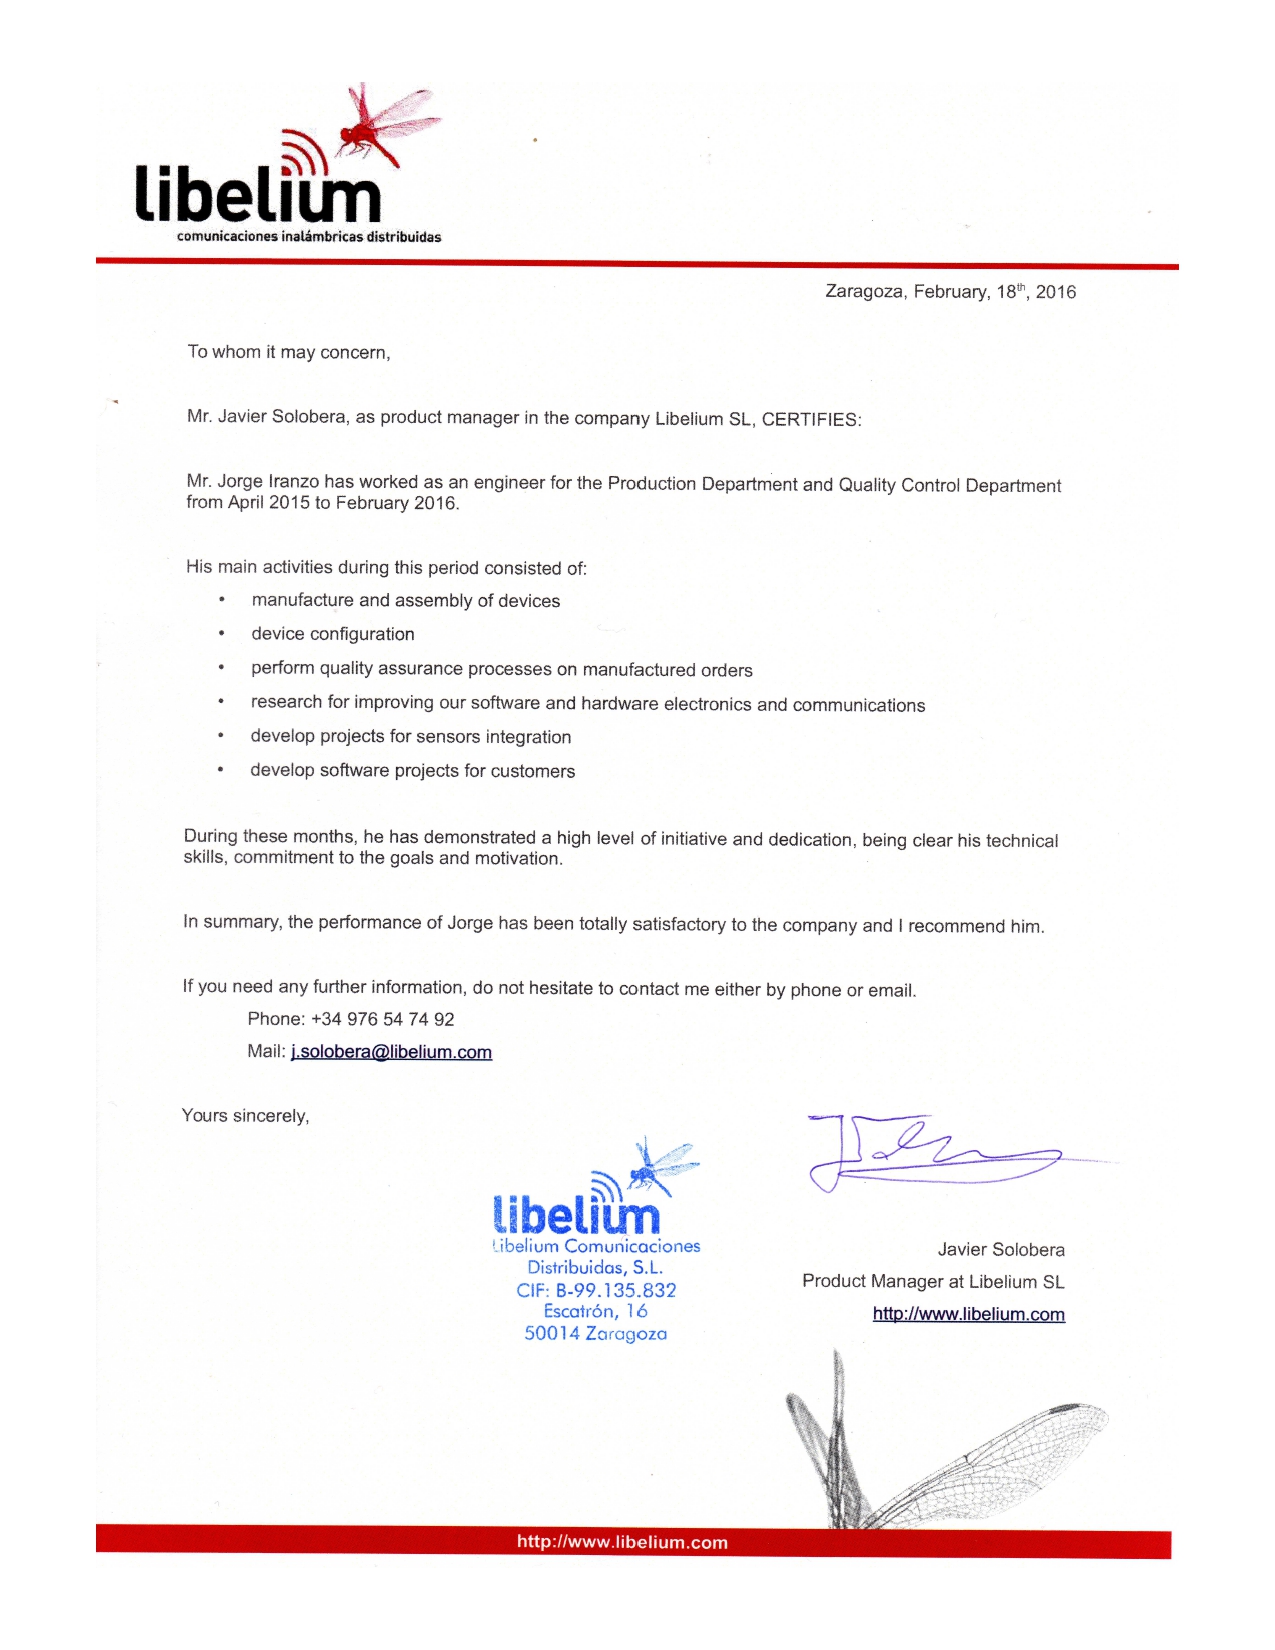 libelium
comunicaciones inalámbricas distribuidas
Zaragoza, February, 18th, 2016
To whom it may concern,
Mr. Javier Solobera, as product manager in the company Libelium SL, CERTIFIES:
Mr. Jorge Iranzo has worked as an engineer for the Production Department and Quality Control Department
from April 2015 to February 2016.
His main activities during this period consisted of:
• manufacture and assembly of devices
• device configuration
• perform quality assurance processes on manufactured orders
• research for improving our software and hardware electronics and communications
• develop projects for sensors integration
• develop software projects for customers
During these months, he has demonstrated a high level of initiative and dedication, being clear his technical
skills, commitment to the goals and motivation.
In summary, the performance of Jorge has been totally satisfactory to the company and I recommend him.
If you need any further information, do not hesitate to contact me either by phone or email.
Phone: +34 976 54 74 92
Mail: j.solobera@libelium.com
Yours sincerely,
libelium
Libelium Comunicaciones
Distribuidas, S.L.
CIF: B-99.135.832
Escatrón, 16
50014 Zaragoza
Javier Solobera
Product Manager at Libelium SL
http://www.libelium.com
http://www.libelium.com